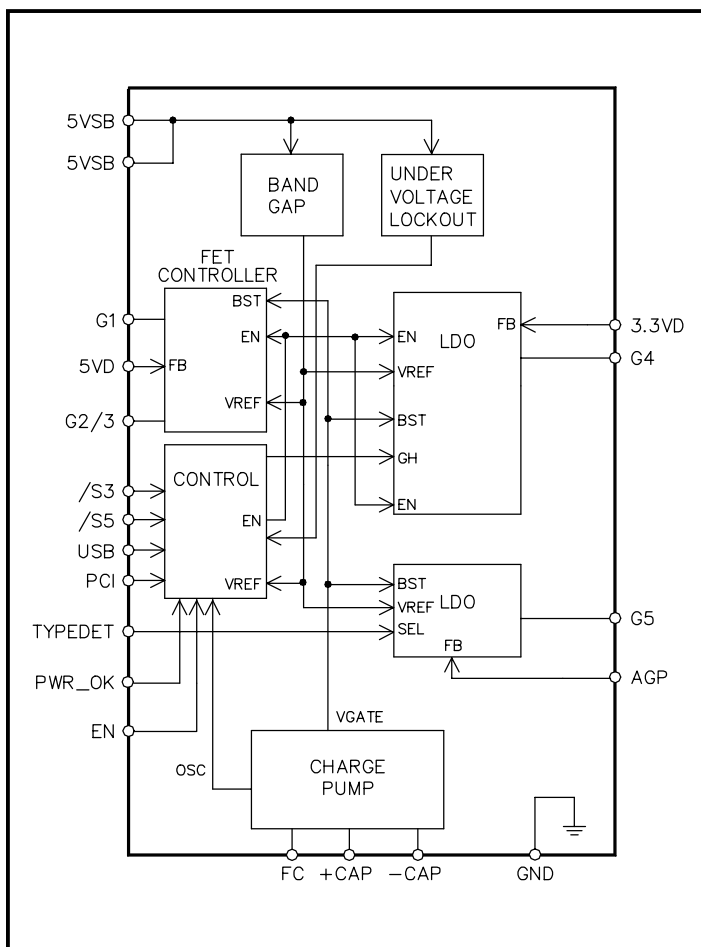 5VSB
5VSB
BAND
GAP
UNDER
VOLTAGE
LOCKOUT
FET
CONTROLLER
BST
EN
FB
VREF
G1
5VD
G2/3
FB
LDO
EN
VREF
BST
GH
EN
3.3VD
G4
CONTROL
EN
VREF
/S3
/S5
USB
PCI
TYPEDET
PWR_OK
EN
BST
VREF
LDO
SEL
FB
G5
AGP
VGATE
OSC
CHARGE
PUMP
FC
+CAP
-CAP
GND